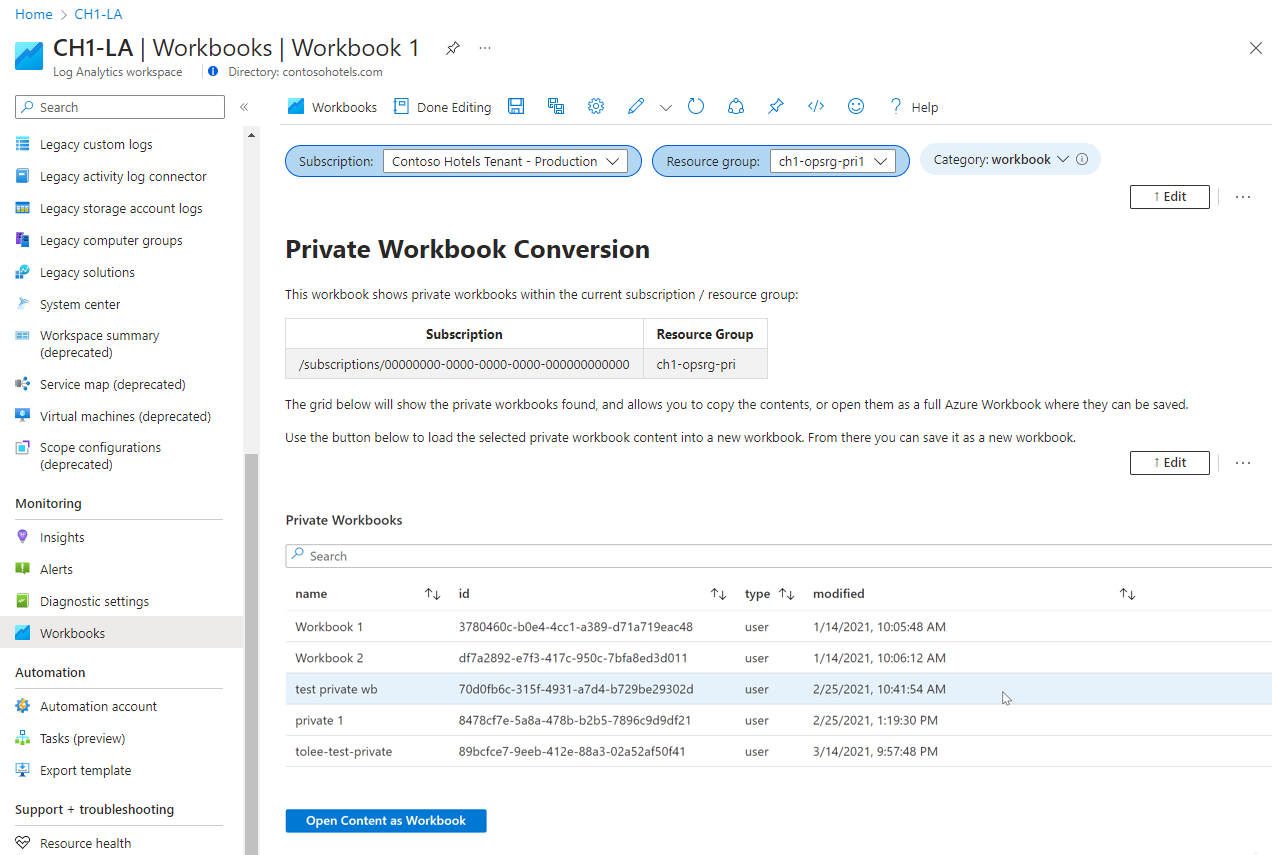 Home > CH1-LA
CH1-LA | Workbooks | Workbook 1
Log Analytics workspace
Directory: contosohotels.com
Search
Legacy custom logs
Legacy activity log connector
Legacy storage account logs
Legacy computer groups
Legacy solutions
System center
Workspace summary
(deprecated)
Service map (deprecated)
Virtual machines (deprecated)
Scope configurations
(deprecated)
Monitoring
Insights
Alerts
Diagnostic settings
Workbooks
Automation
Automation account
Tasks (preview)
Export template
Support + troubleshooting
Resource health
Workbooks Done Editing Help
Subscription: Contoso Hotels Tenant - Production Resource group: ch1-opsrg-pri1 Category: workbook
↑ Edit
Private Workbook Conversion
This workbook shows private workbooks within the current subscription / resource group:
Subscription Resource Group
/subscriptions/00000000-0000-0000-0000-000000000000 ch1-opsrg-pri
The grid below will show the private workbooks found, and allows you to copy the contents, or open them as a full Azure Workbook where they can be saved.
Use the button below to load the selected private workbook content into a new workbook. From there you can save it as a new workbook.
↑ Edit
Private Workbooks
Search
name id type modified
Workbook 1 3780460c-b0e4-4cc1-a389-d71a719eac48 user 1/14/2021, 10:05:48 AM
Workbook 2 df7a2892-e7f3-417c-950c-7bfa8ed3d011 user 1/14/2021, 10:06:12 AM
test private wb 70d0fb6c-315f-4931-a7d4-b729be29302d user 2/25/2021, 10:41:54 AM
private 1 8478cf7e-5a8a-478b-b2b5-7896c9d9df21 user 2/25/2021, 1:19:30 PM
tolee-test-private 89bcfce7-9eeb-412e-88a3-02a52af50f41 user 3/14/2021, 9:57:48 PM
Open Content as Workbook